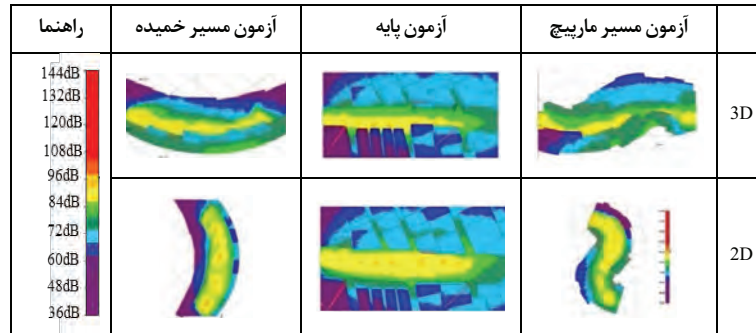 آزمون مسیر مارپیچ
آزمون پایه
آزمون مسیر خمیده
راهنما
3D
144dB
132dB
120dB
108dB
96dB
84dB
72dB
60dB
48dB
36dB
2D